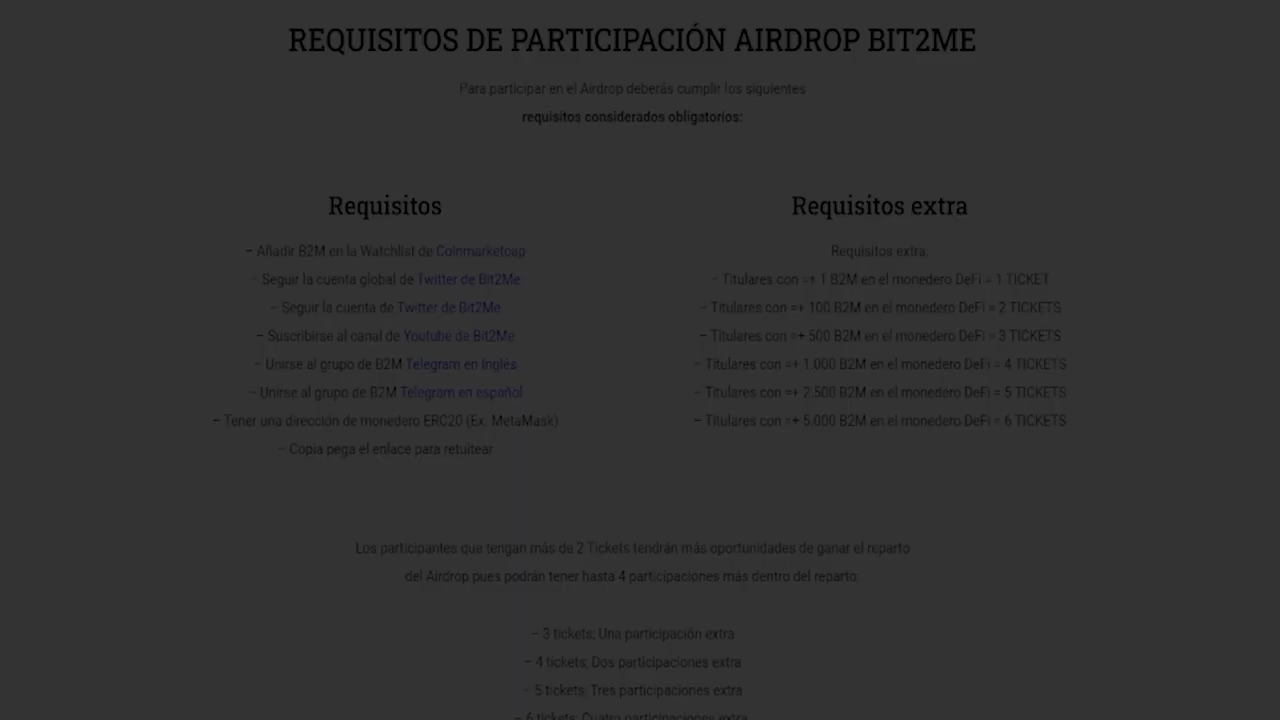 REQUISITOS DE PARTICIPACIÓN AIRDROP BIT2ME
Para participar en el Airdrop deberás cumplir los siguientes
requisitos considerados obligatorios:
Requisitos
– Añadir B2M en la Watchlist de Coinmarketcap
– Seguir la cuenta global de Twitter de Bit2Me
– Seguir la cuenta de Twitter de Bit2Me
– Suscribirse al canal de Youtube de Bit2Me
– Unirse al grupo de B2M Telegram en Inglés
– Unirse al grupo de B2M Telegram en español
– Tener una dirección de monedero ERC20 (Ex. MetaMask)
– Copia pega el enlace para retuitear
Requisitos extra
Requisitos extra:
– Titulares con =+ 1 B2M en el monedero DeFi = 1 TICKET
– Titulares con =+ 100 B2M en el monedero DeFi = 2 TICKETS
– Titulares con =+ 500 B2M en el monedero DeFi = 3 TICKETS
– Titulares con =+ 1.000 B2M en el monedero DeFi = 4 TICKETS
– Titulares con =+ 2.500 B2M en el monedero DeFi = 5 TICKETS
– Titulares con =+ 5.000 B2M en el monedero DeFi = 6 TICKETS
Los participantes que tengan más de 2 Tickets tendrán más oportunidades de ganar el reparto
del Airdrop pues podrán tener hasta 4 participaciones más dentro del reparto:
– 3 tickets; Una participación extra
– 4 tickets; Dos participaciones extra
– 5 tickets; Tres participaciones extra
– 6 tickets; Cuatro participaciones extra